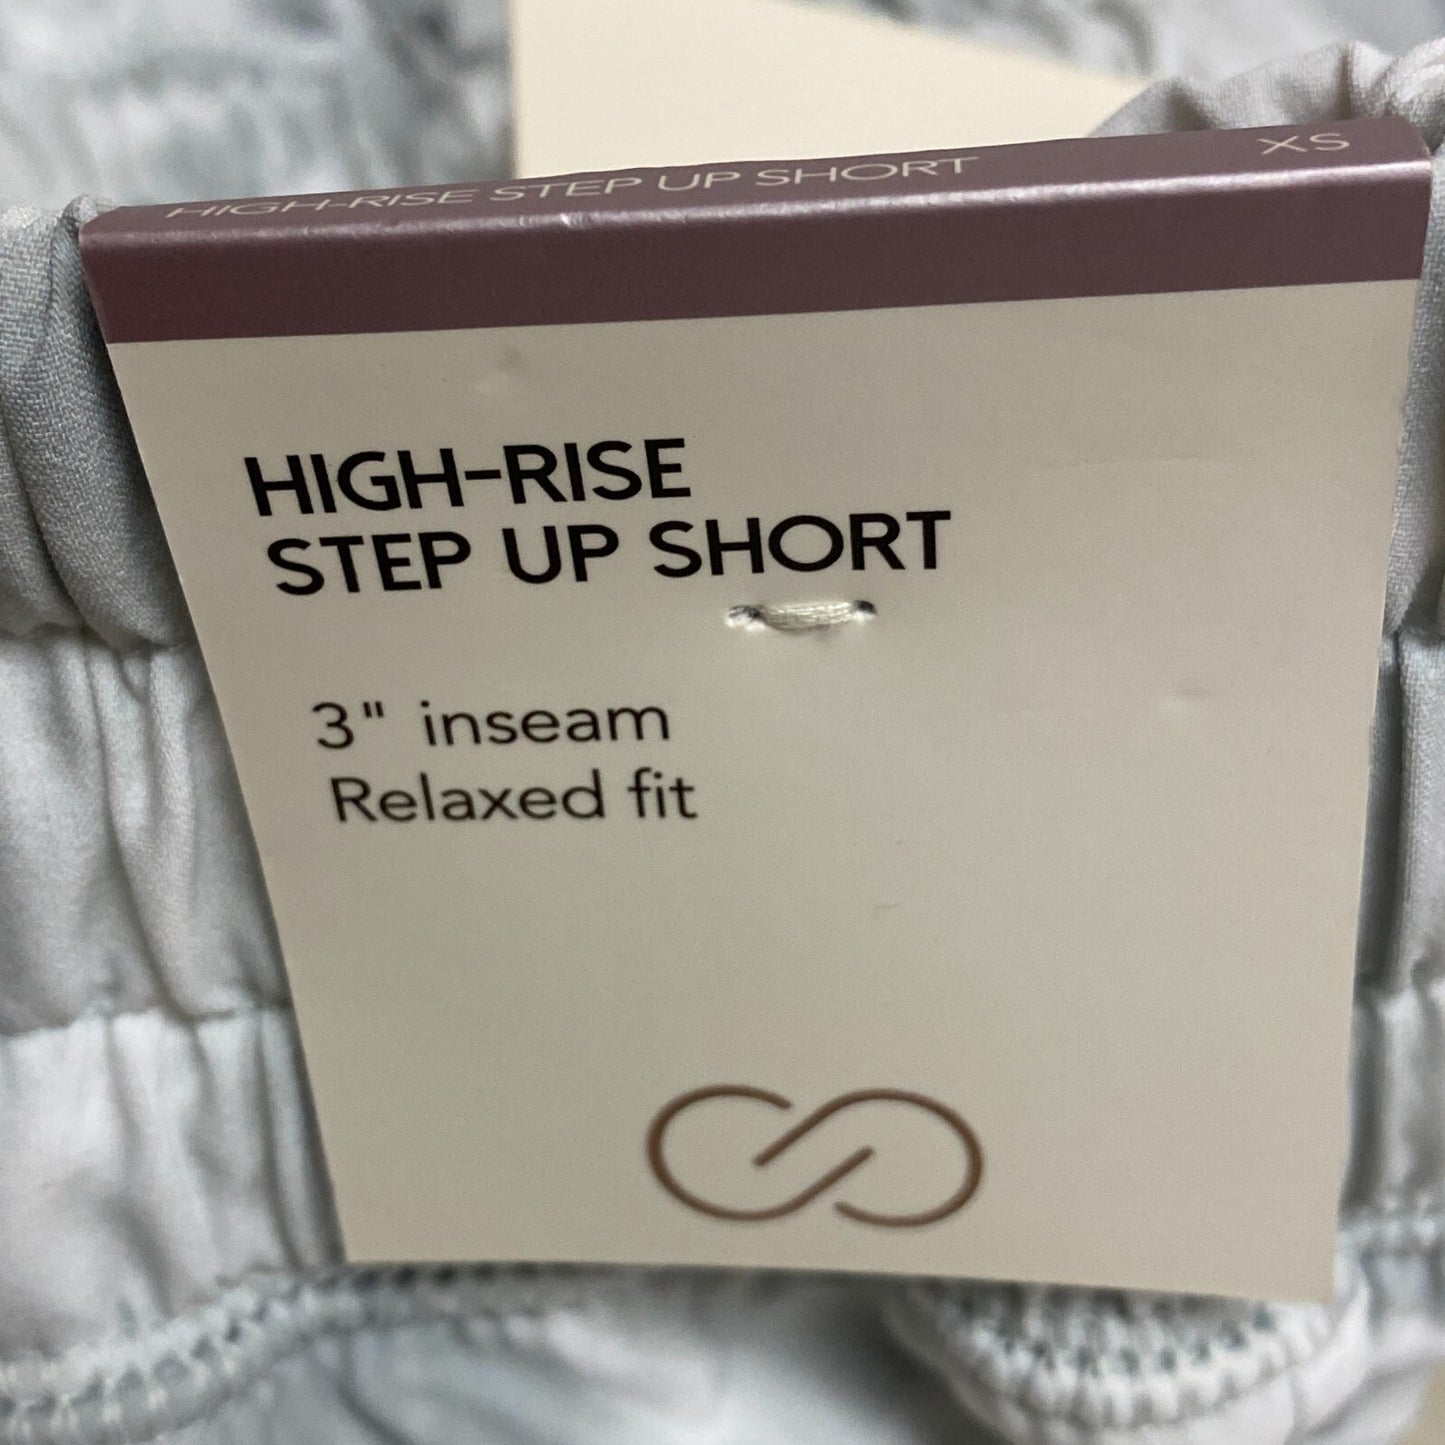 HIGH-RISE STEP UP SHORT XS
HIGH-RISE
STEP UP SHORT
3" inseam
Relaxed fit